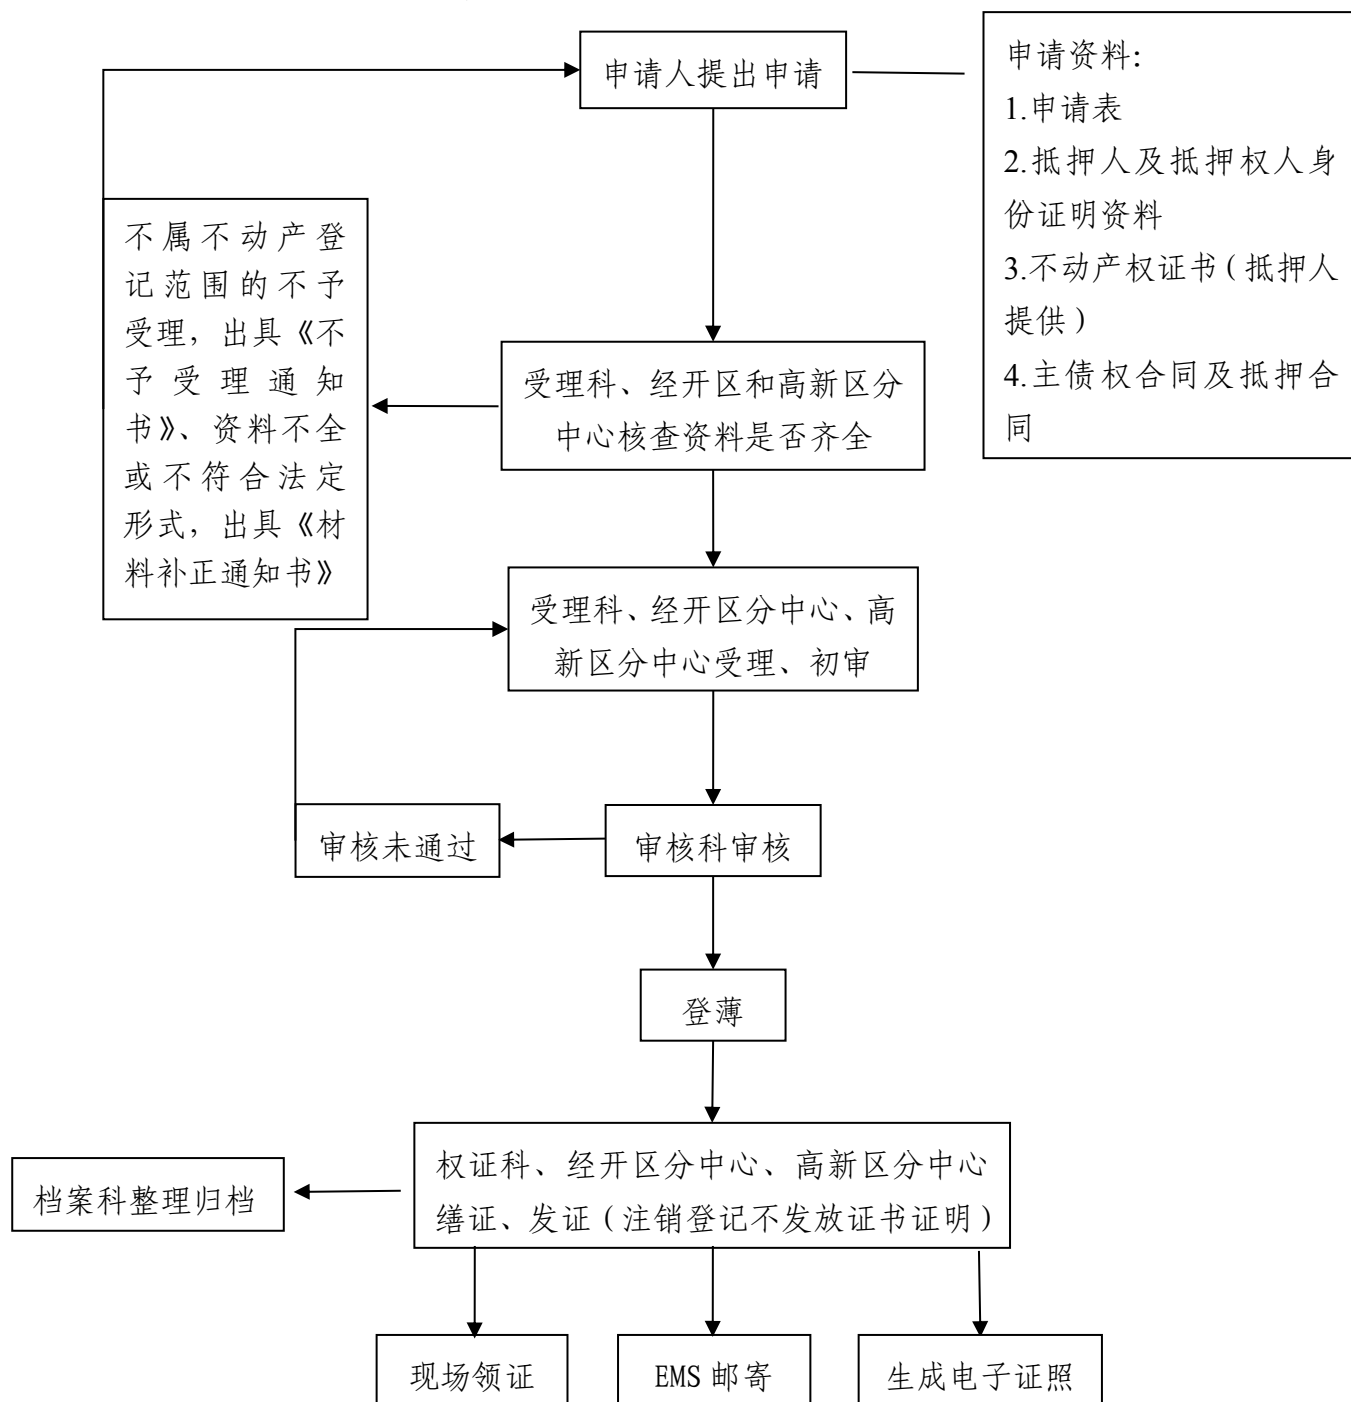 申请人提出申请
申请资料:
1.申请表
2.抵押人及抵押权人身
份证明资料
3.不动产权证书（抵押人
提供）
4.主债权合同及抵押合
同
不属不动产登
记范围的不予
受理，出具《不
予受理通知
书》、资料不全
或不符合法定
形式，出具《材
料补正通知书》
受理科、经开区和高新区分
中心核查资料是否齐全
受理科、经开区分中心、高
新区分中心受理、初审
审核未通过
审核科审核
登薄
权证科、经开区分中心、高新区分中心
缮证、发证（注销登记不发放证书证明）
档案科整理归档
现场领证
EMS 邮寄
生成电子证照